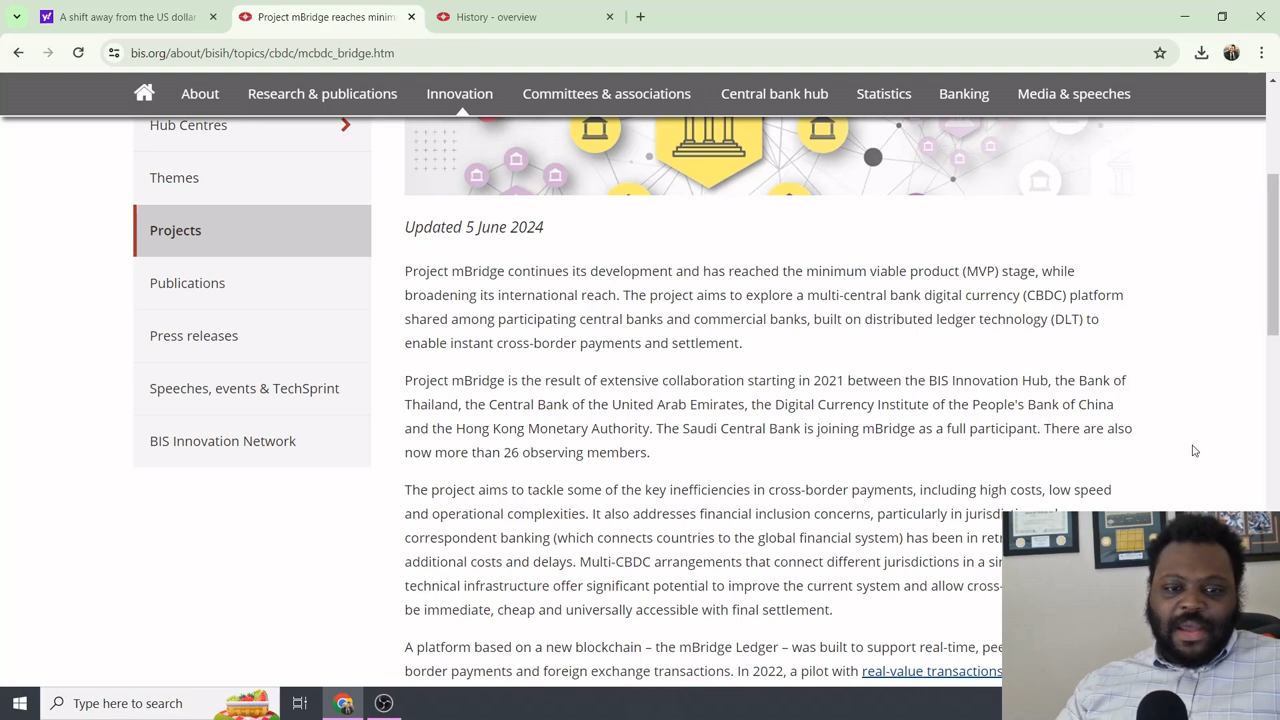 A shift away from the US dollar
Project mBridge reaches minim
History - overview
bis.org/about/bisih/topics/cbdc/mcbdc_bridge.htm
About
Research & publications
Innovation
Committees & associations
Central bank hub
Statistics
Banking
Media & speeches
Hub Centres
Themes
Projects
Publications
Press releases
Speeches, events & TechSprint
BIS Innovation Network
Updated 5 June 2024
Project mBridge continues its development and has reached the minimum viable product (MVP) stage, while
broadening its international reach. The project aims to explore a multi-central bank digital currency (CBDC) platform
shared among participating central banks and commercial banks, built on distributed ledger technology (DLT) to
enable instant cross-border payments and settlement.
Project mBridge is the result of extensive collaboration starting in 2021 between the BIS Innovation Hub, the Bank of
Thailand, the Central Bank of the United Arab Emirates, the Digital Currency Institute of the People's Bank of China
and the Hong Kong Monetary Authority. The Saudi Central Bank is joining mBridge as a full participant. There are also
now more than 26 observing members.
The project aims to tackle some of the key inefficiencies in cross-border payments, including high costs, low speed
and operational complexities. It also addresses financial inclusion concerns, particularly in
correspondent banking (which connects countries to the global financial system) has been in
additional costs and delays. Multi-CBDC arrangements that connect different jurisdictions in a
technical infrastructure offer significant potential to improve the current system and allow cross-
be immediate, cheap and universally accessible with final settlement.
A platform based on a new blockchain – the mBridge Ledger – was built to support real-time,
border payments and foreign exchange transactions. In 2022, a pilot with real-value transactions
Type here to search